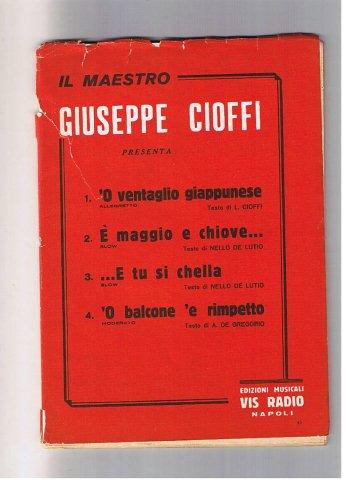 IL MAESTRO
GIUSEPPE CIOFFI
PRESENTA
1. 'O ventaglio giappunese
ALLEGRETTO Testo di L. CIOFFI
2. È maggio e chiove...
SLOW Testo di NELLO DE LUTIO
3. ...E tu si chella
SLOW Testo di NELLO DE LUTIO
4. 'O balcone 'e rimpetto
MODERATO Testo di A. DE GREGORIO
EDIZIONI MUSICALI
VIS RADIO
NAPOLI